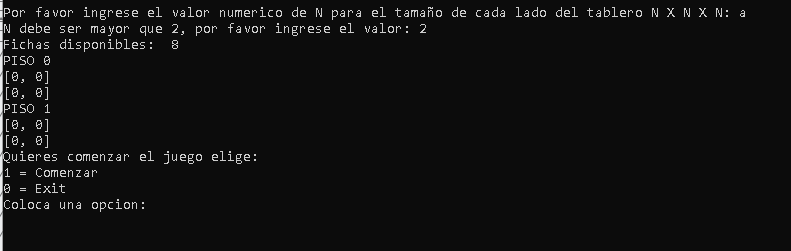 Por favor ingrese el valor numerico de N para el tamaño de cada lado del tablero N X N X N: a
N debe ser mayor que 2, por favor ingrese el valor: 2
Fichas disponibles:  8
PISO 0
[0, 0]
[0, 0]
PISO 1
[0, 0]
[0, 0]
Quieres comenzar el juego elige:
1 = Comenzar
0 = Exit
Coloca una opcion: